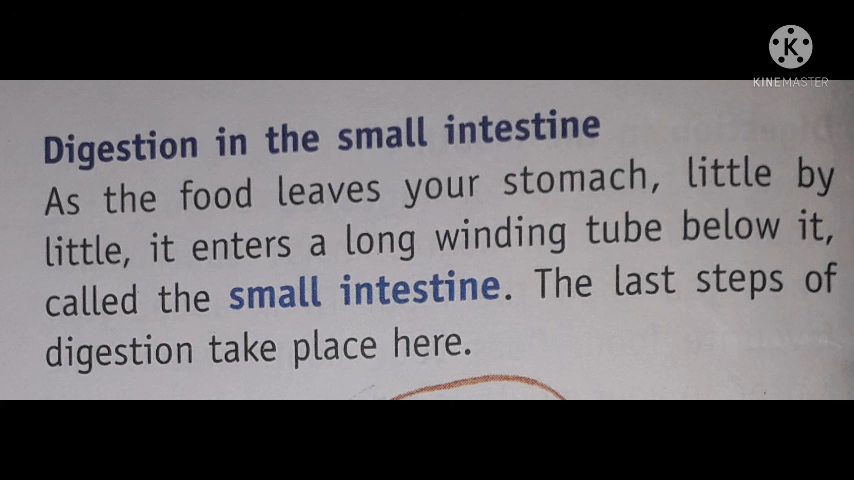 K
KINEMASTER
Digestion in the small intestine
As the food leaves your stomach, little by
little, it enters a long winding tube below it,
called the small intestine. The last steps of
digestion take place here.